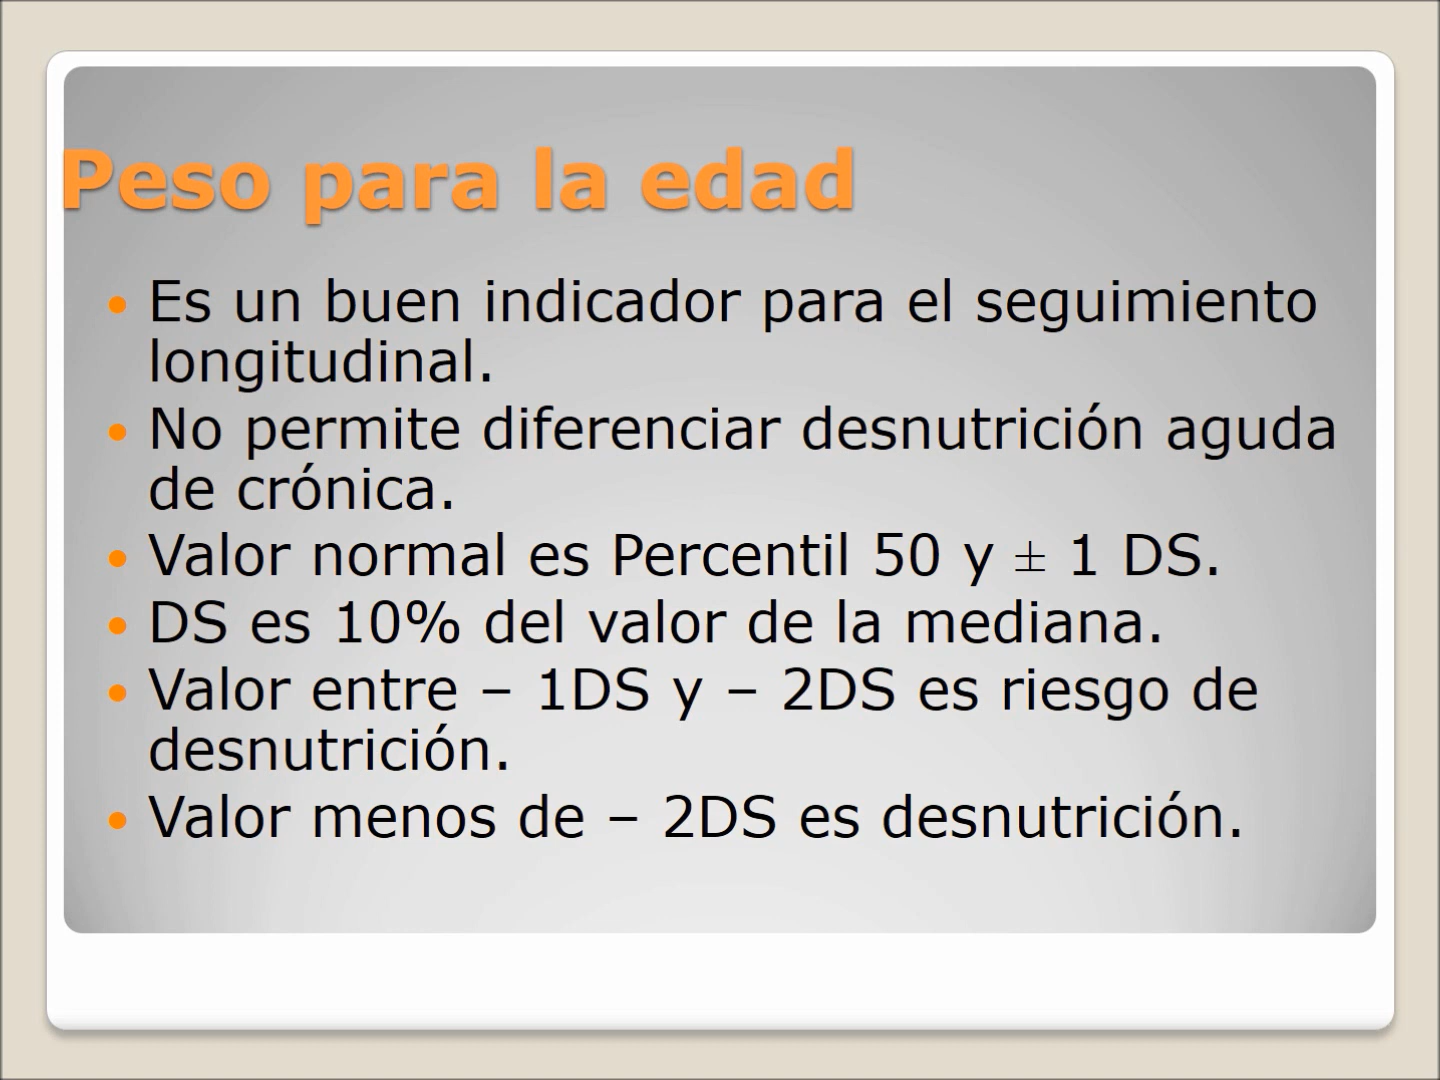 Peso para la edad
• Es un buen indicador para el seguimiento
longitudinal.
• No permite diferenciar desnutrición aguda
de crónica.
• Valor normal es Percentil 50 y ± 1 DS.
• DS es 10% del valor de la mediana.
• Valor entre – 1DS y – 2DS es riesgo de
desnutrición.
• Valor menos de – 2DS es desnutrición.